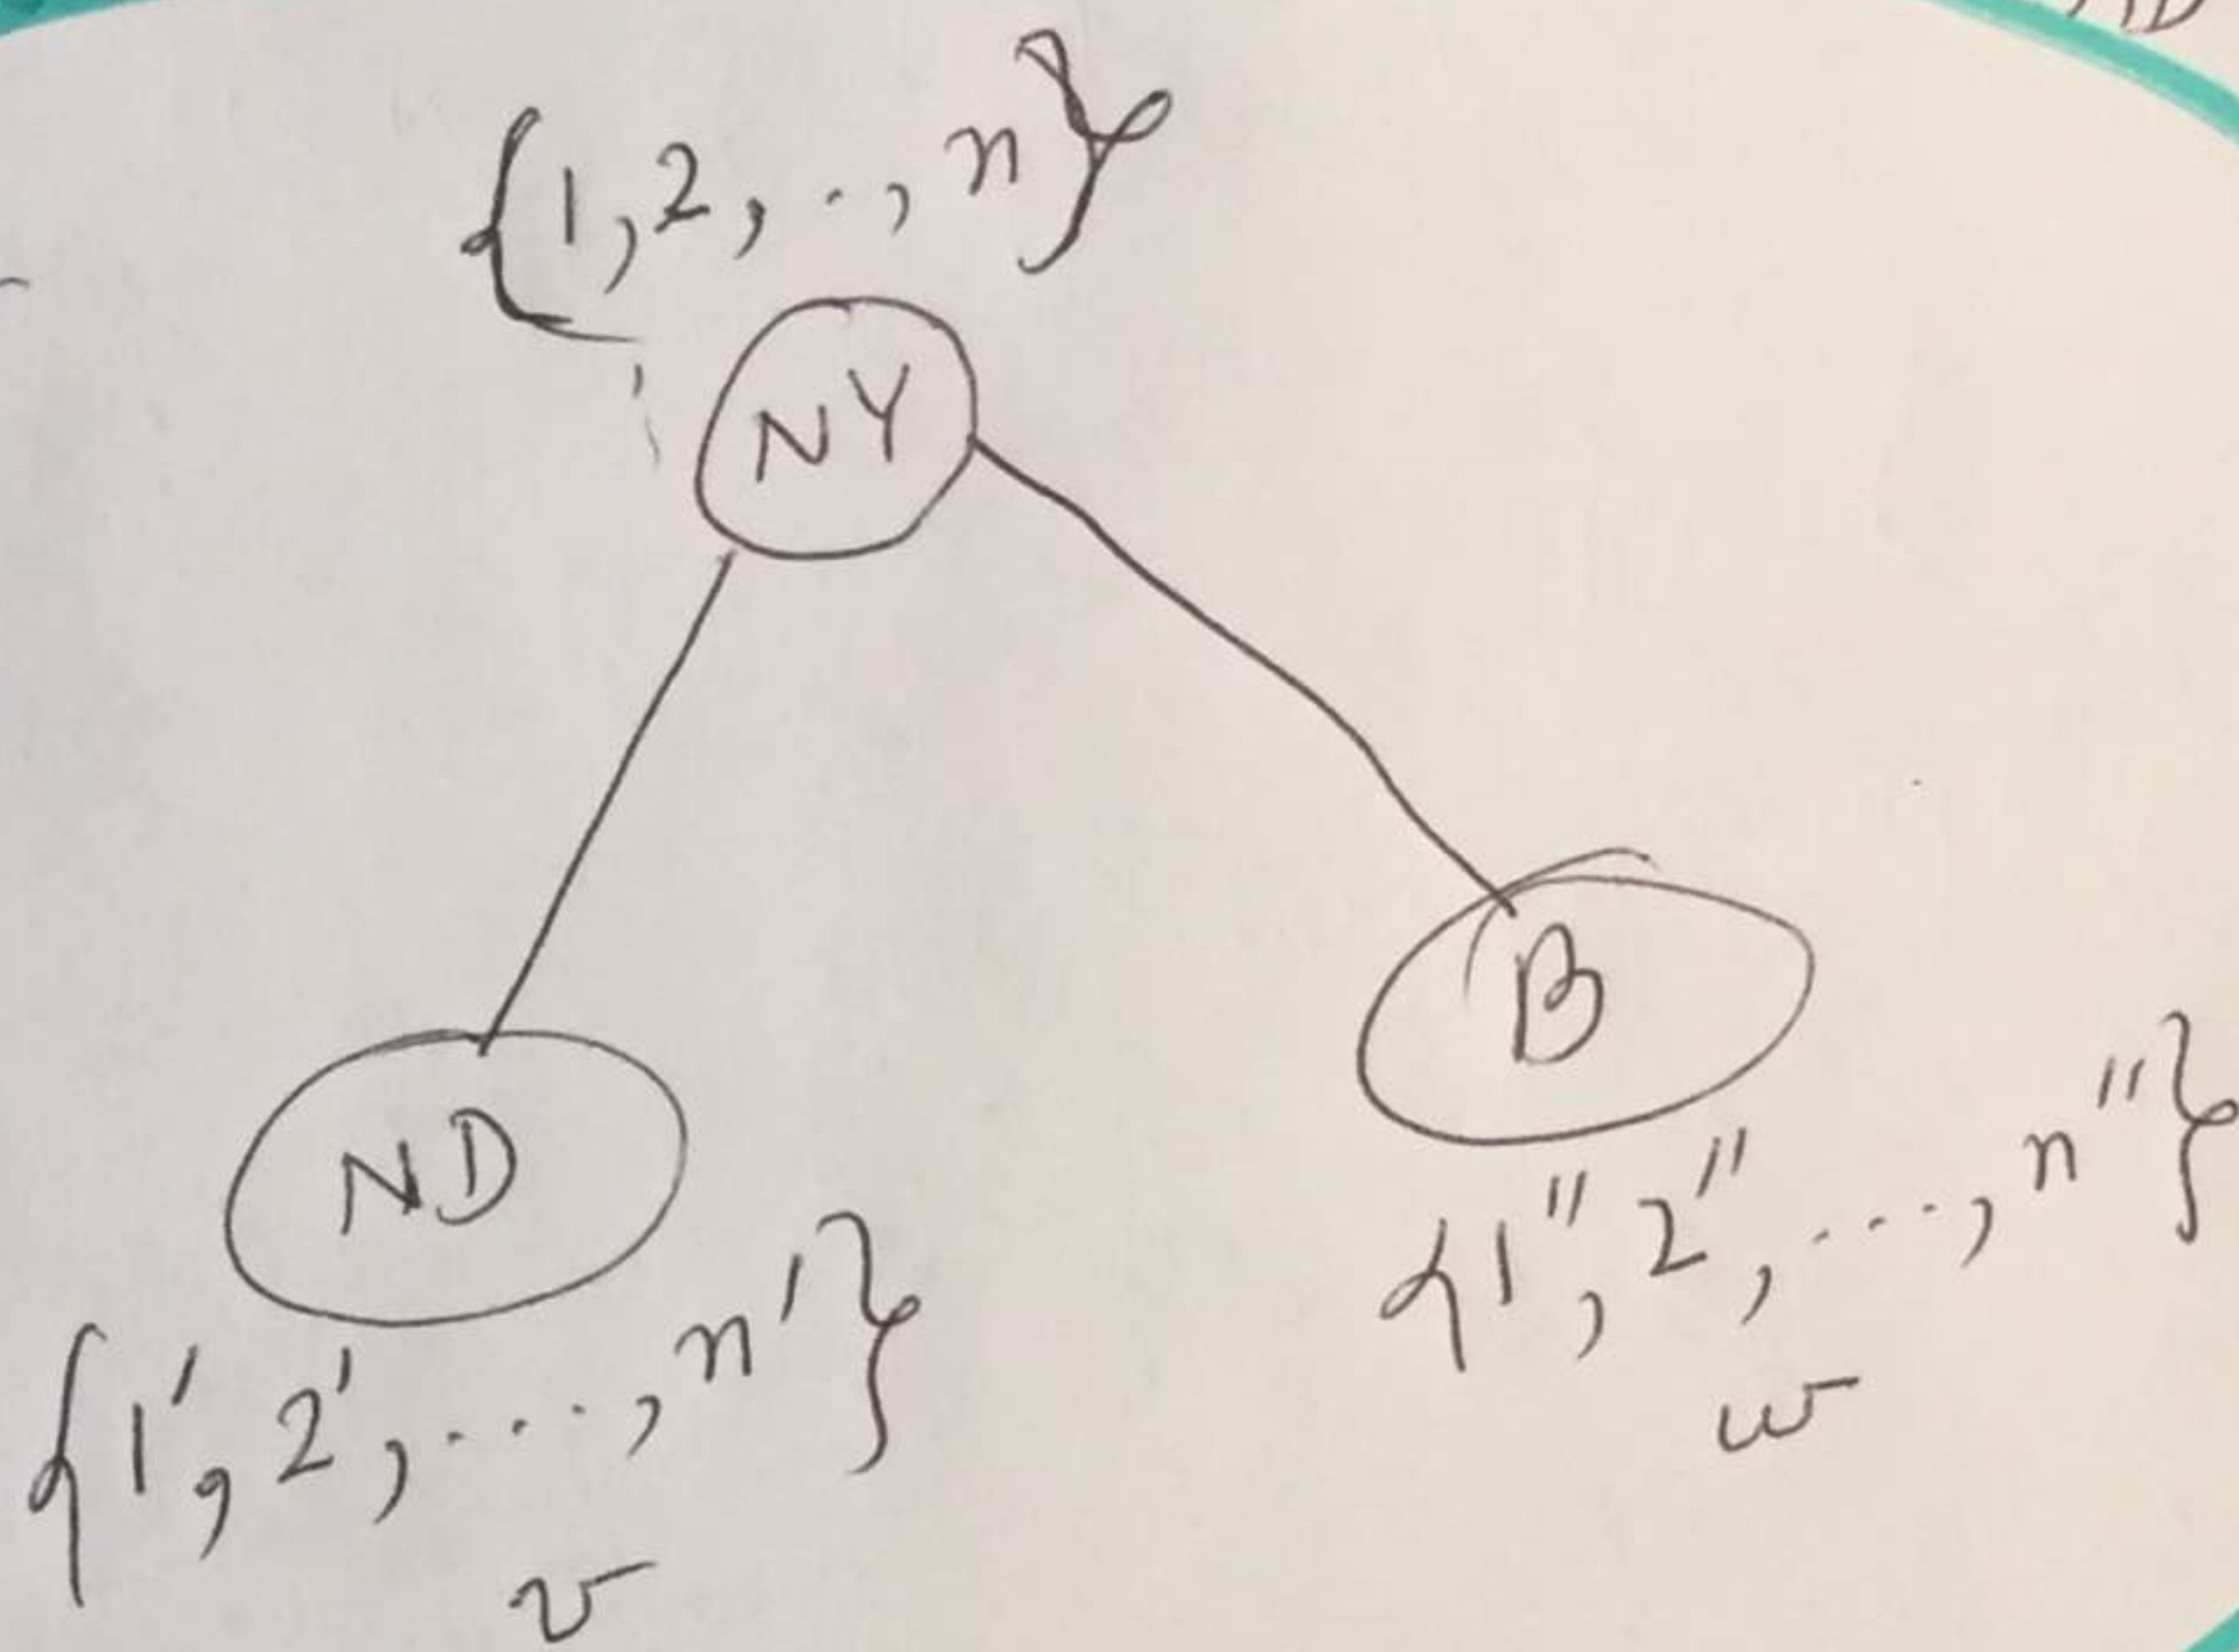 {1, 2, .., n}
NY
B
ND
{1", 2", ..., n"}
w
{1', 2', ..., n'}
v